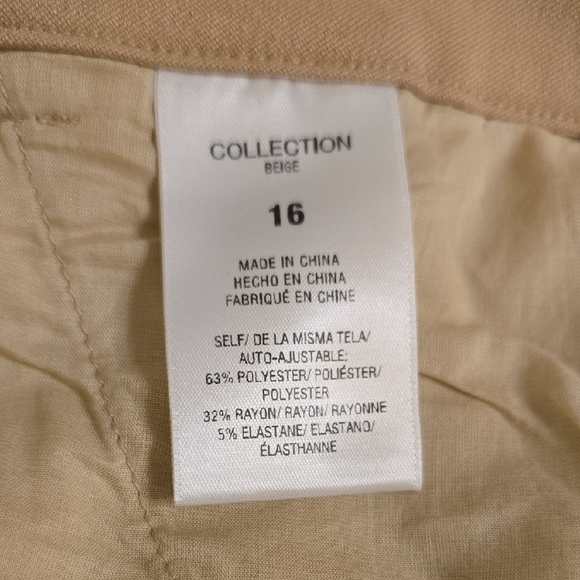 COLLECTION
BEIGE
16
MADE IN CHINA
HECHO EN CHINA
FABRIQUÉ EN CHINE
SELF/ DE LA MISMA TELA/
AUTO-AJUSTABLE:
63% POLYESTER/ POLIÉSTER/
POLYESTER
32% RAYON/ RAYON/ RAYONNE
5% ELASTANE/ ELASTANO/
ÉLASTHANNE